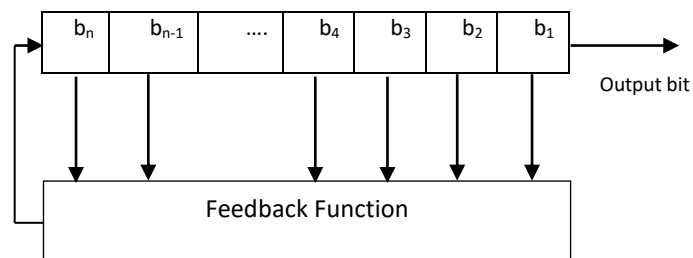 bn bn-1 .... b4 b3 b2 b1
Output bit
Feedback Function